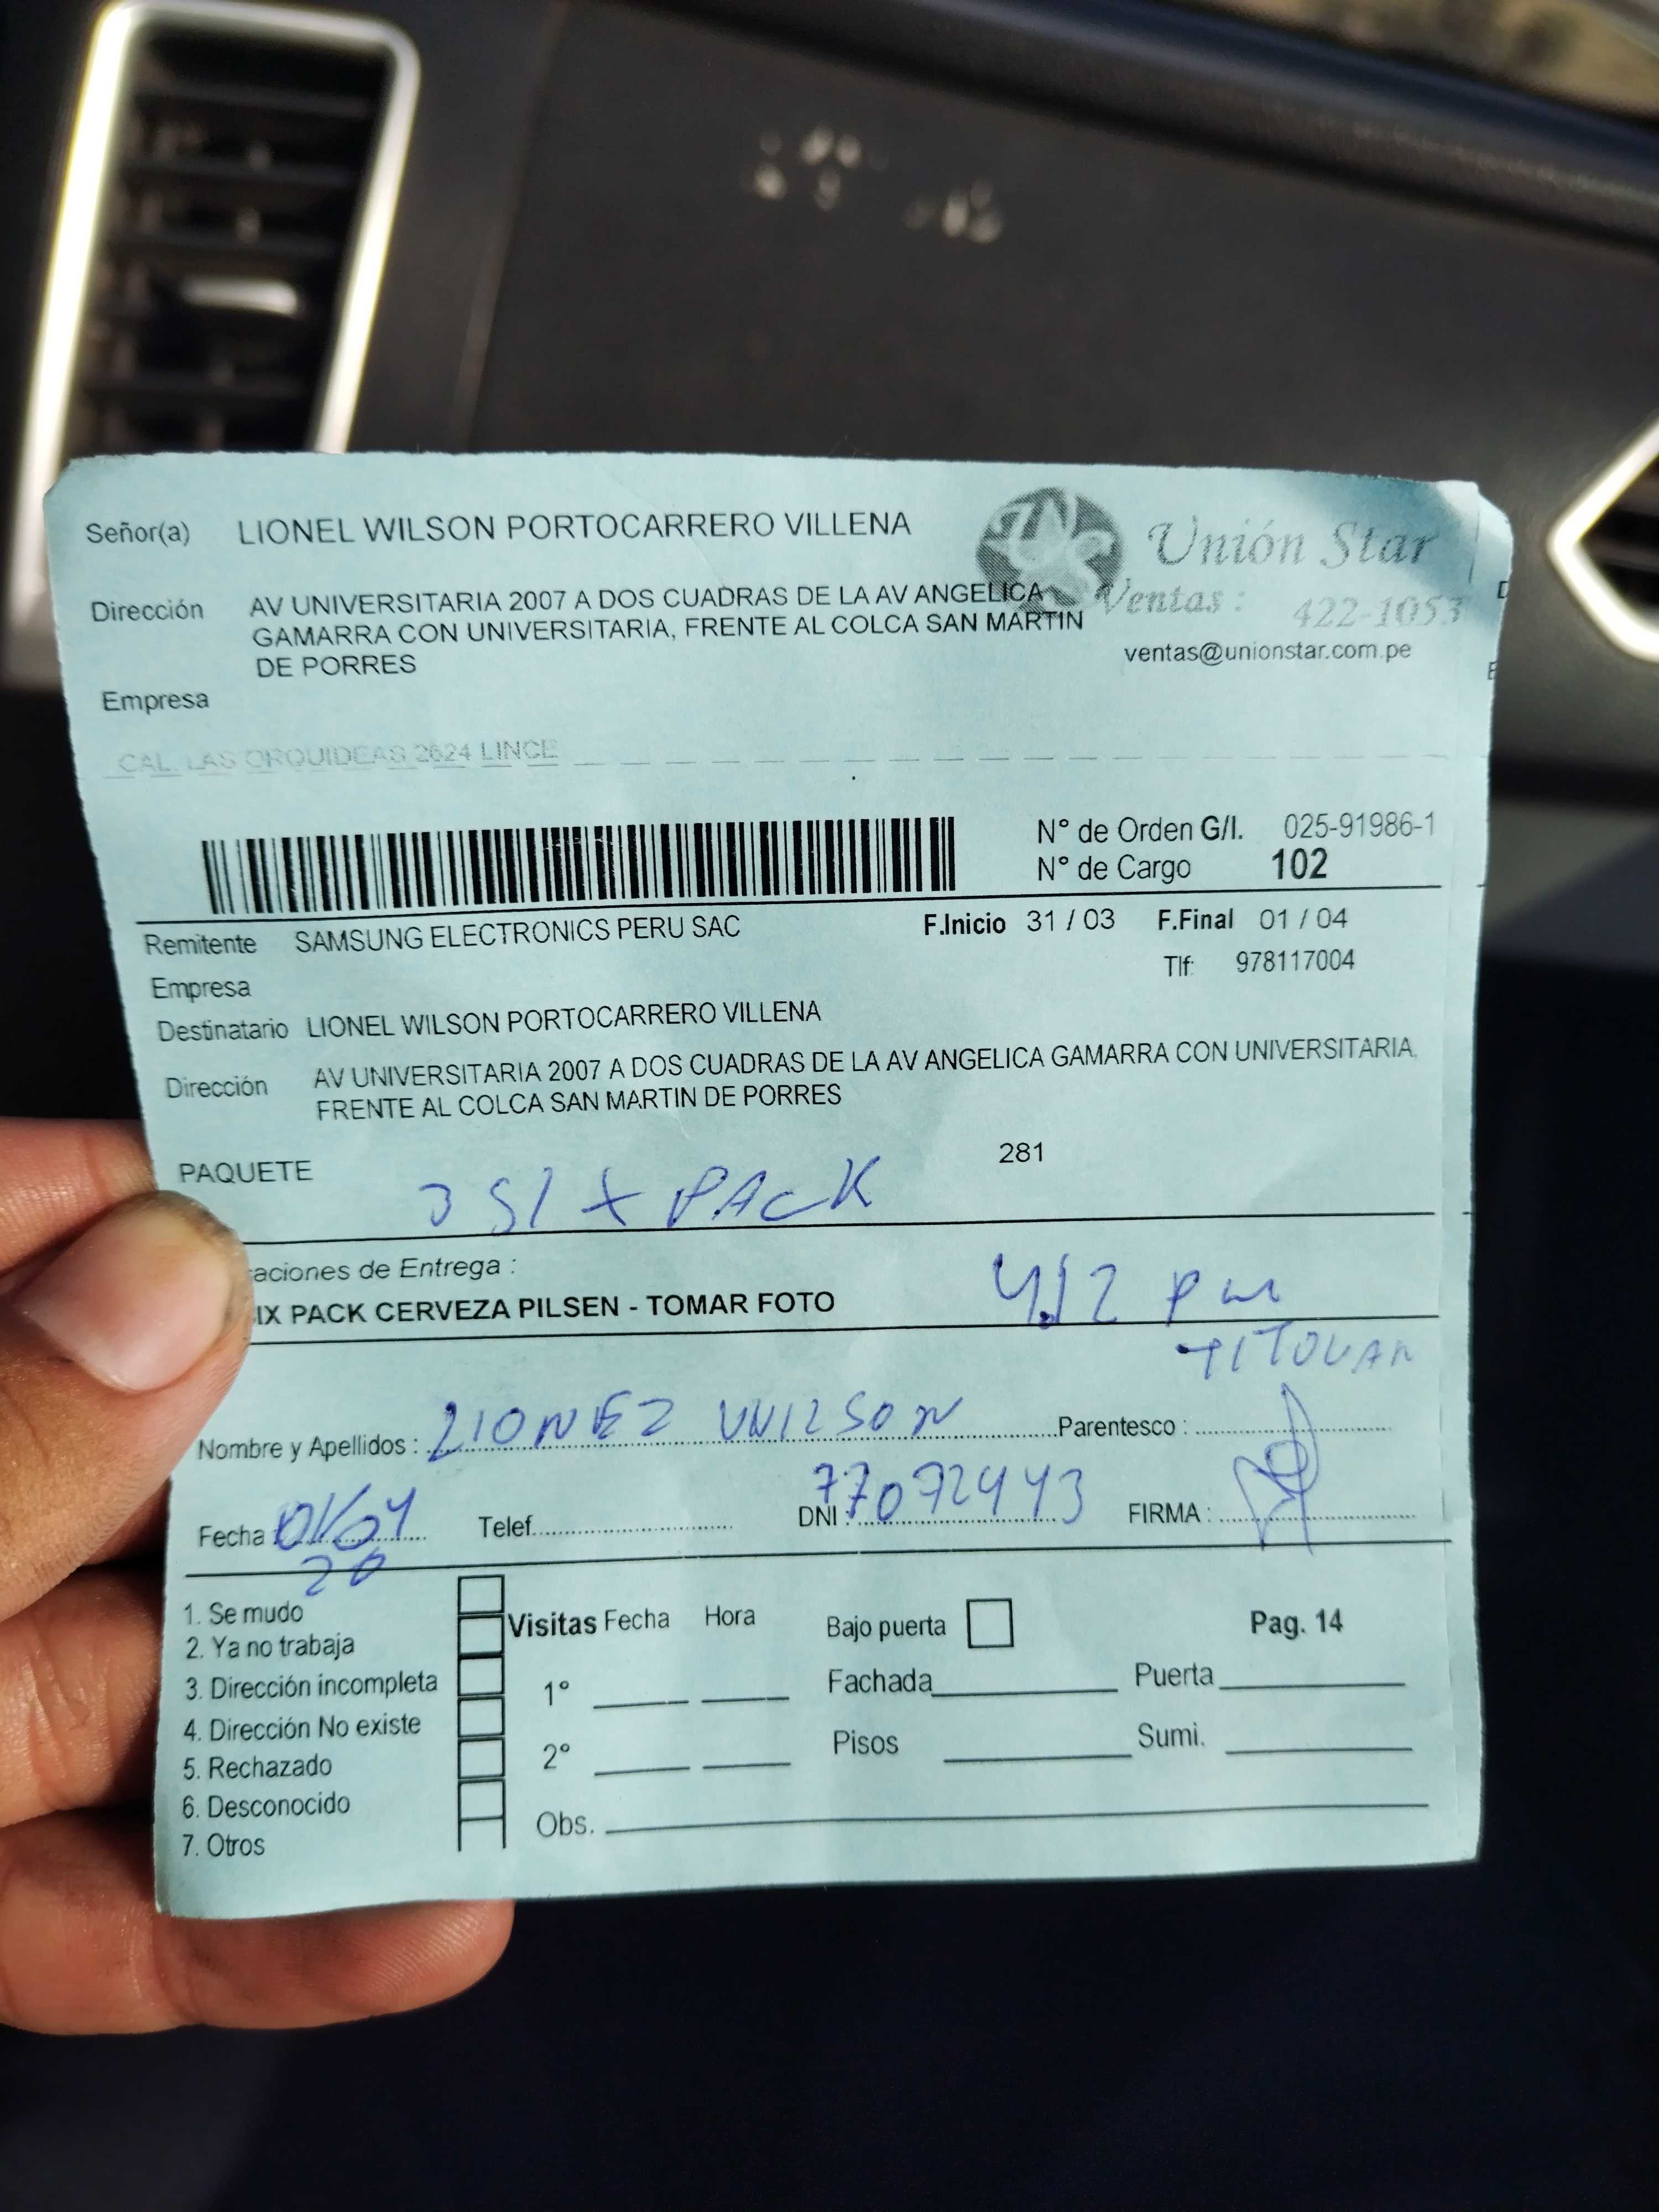 Señor(a) LIONEL WILSON PORTOCARRERO VILLENA
Unión Star
Dirección AV UNIVERSITARIA 2007 A DOS CUADRAS DE LA AV ANGELICA
GAMARRA CON UNIVERSITARIA, FRENTE AL COLCA SAN MARTIN
DE PORRES
Ventas : 422-1053
ventas@unionstar.com.pe
Empresa
CAL. LAS ORQUIDEAS 2624 LINCE
N° de Orden G/I. 025-91986-1
N° de Cargo 102
Remitente SAMSUNG ELECTRONICS PERU SAC F.Inicio 31 / 03 F.Final 01 / 04
Tlf: 978117004
Empresa
Destinatario LIONEL WILSON PORTOCARRERO VILLENA
Dirección AV UNIVERSITARIA 2007 A DOS CUADRAS DE LA AV ANGELICA GAMARRA CON UNIVERSITARIA,
FRENTE AL COLCA SAN MARTIN DE PORRES
PAQUETE 281
3 SIX PACK
aciones de Entrega :
IX PACK CERVEZA PILSEN - TOMAR FOTO
4:12 pm
Nombre y Apellidos : LIONEL WILSON Parentesco :
Fecha 01/04 Telef. DNI : 77072443 FIRMA :
20
1. Se mudo
2. Ya no trabaja
3. Dirección incompleta
4. Dirección No existe
5. Rechazado
6. Desconocido
7. Otros
Visitas Fecha Hora
1°
2°
Obs.
Bajo puerta Pag. 14
Fachada Puerta
Pisos Sumi.